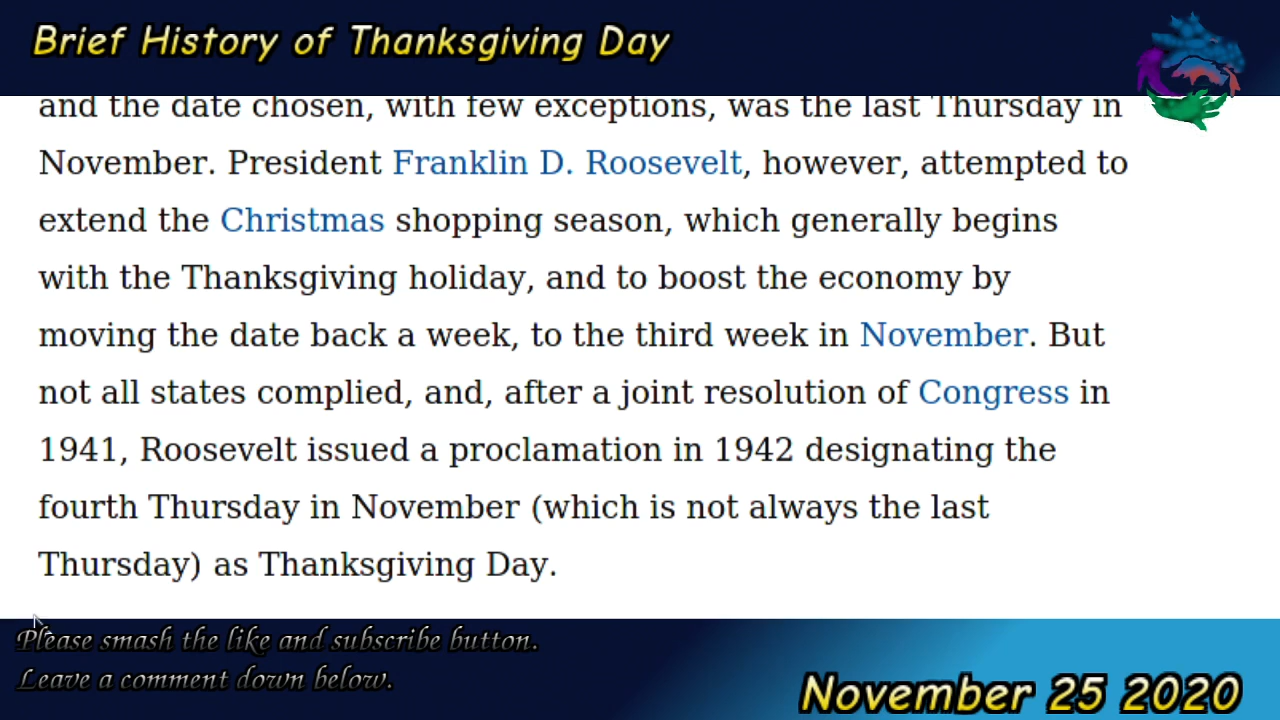 Brief History of Thanksgiving Day
and the date chosen, with few exceptions, was the last Thursday in
November. President Franklin D. Roosevelt, however, attempted to
extend the Christmas shopping season, which generally begins
with the Thanksgiving holiday, and to boost the economy by
moving the date back a week, to the third week in November. But
not all states complied, and, after a joint resolution of Congress in
1941, Roosevelt issued a proclamation in 1942 designating the
fourth Thursday in November (which is not always the last
Thursday) as Thanksgiving Day.
Please smash the like and subscribe button.
Leave a comment down below.
November 25 2020